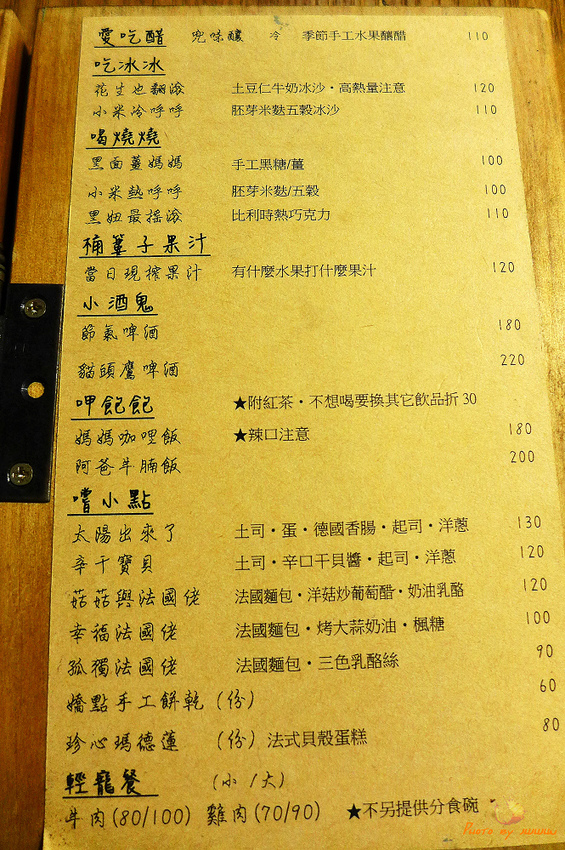 愛吃醋 兜味釀 冷 季節手工水果釀醋 110
吃冰冰
花生也翻滾 土豆仁牛奶冰沙・高熱量注意 120
小米冷呼呼 胚芽米麩五穀冰沙 110
喝燒燒
黑面薑媽媽 手工黑糖/薑 100
小米熱呼呼 胚芽米麩/五穀 100
黑妞最搖滾 比利時熱巧克力 110
桶簍子果汁
當日現搾果汁 有什麼水果打什麼果汁 120
小酒鬼
節氣啤酒 180
貓頭鷹啤酒 220
呷飽飽 ★附紅茶・不想喝要換其它飲品折30
媽媽咖哩飯 ★辣口注意 180
阿爸牛腩飯 200
嚐小點
太陽出來了 土司・蛋・德國香腸・起司・洋蔥 130
辛干寶貝 土司・辛口干貝醬・起司・洋蔥 120
菇菇與法國佬 法國麵包・洋菇炒葡萄醋・奶油乳酪 120
幸福法國佬 法國麵包・烤大蒜奶油・楓糖 100
孤獨法國佬 法國麵包・三色乳酪絲 90
嬌點手工餅乾 (份) 60
珍心瑪德蓮 (份) 法式貝殼蛋糕 80
輕寵餐 (小/大)
牛肉(80/100) 雞肉(70/90) ★不另提供分食碗
Photo by